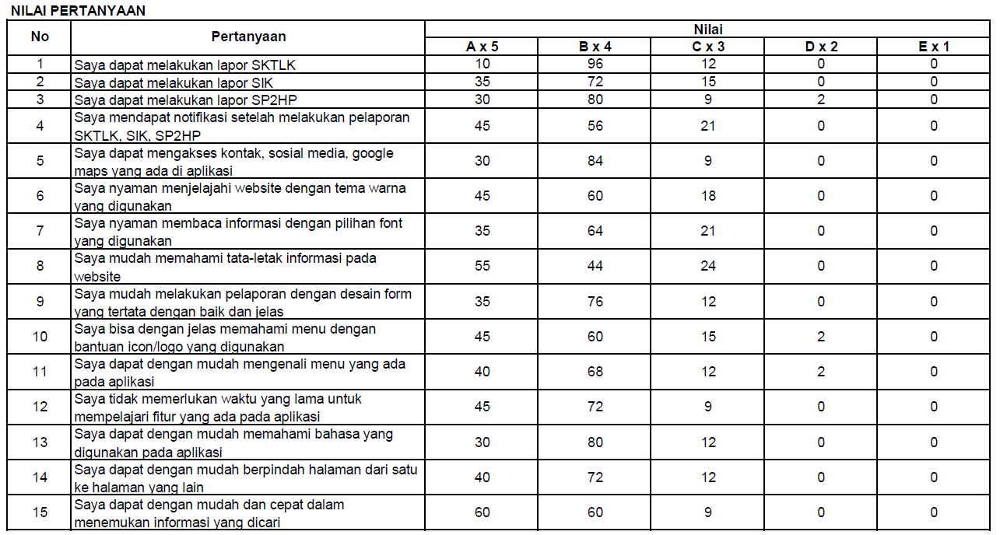 NILAI PERTANYAAN
No Pertanyaan Nilai
A x 5 B x 4 C x 3 D x 2 E x 1
1 Saya dapat melakukan lapor SKTLK 10 96 12 0 0
2 Saya dapat melakukan lapor SIK 35 72 15 0 0
3 Saya dapat melakukan lapor SP2HP 30 80 9 2 0
4 Saya mendapat notifikasi setelah melakukan pelaporan
SKTLK, SIK, SP2HP 45 56 21 0 0
5 Saya dapat mengakses kontak, sosial media, google
maps yang ada di aplikasi 30 84 9 0 0
6 Saya nyaman menjelajahi website dengan tema warna
yang digunakan 45 60 18 0 0
7 Saya nyaman membaca informasi dengan pilihan font
yang digunakan 35 64 21 0 0
8 Saya mudah memahami tata-letak informasi pada
website 55 44 24 0 0
9 Saya mudah melakukan pelaporan dengan desain form
yang tertata dengan baik dan jelas 35 76 12 0 0
10 Saya bisa dengan jelas memahami menu dengan
bantuan icon/logo yang digunakan 45 60 15 2 0
11 Saya dapat dengan mudah mengenali menu yang ada
pada aplikasi 40 68 12 2 0
12 Saya tidak memerlukan waktu yang lama untuk
mempelajari fitur yang ada pada aplikasi 45 72 9 0 0
13 Saya dapat dengan mudah memahami bahasa yang
digunakan pada aplikasi 30 80 12 0 0
14 Saya dapat dengan mudah berpindah halaman dari satu
ke halaman yang lain 40 72 12 0 0
15 Saya dapat dengan mudah dan cepat dalam
menemukan informasi yang dicari 60 60 9 0 0